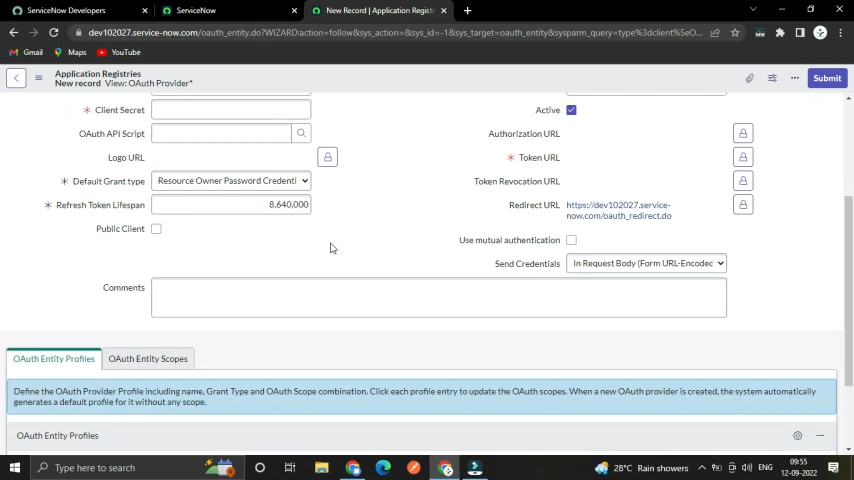 ServiceNow Developers
ServiceNow
New Record | Application Regist
dev102027.service-now.com/oauth_entity.do?WIZARD:action=follow&sys_action=&sys_id=-1&sys_target=oauth_entity&sysparm_query=type%3dclient%5eO...
Gmail
Maps
YouTube
Application Registries
New record View: OAuth Provider*
Submit
* Client Secret
Active
OAuth API Script
Authorization URL
Logo URL
* Token URL
* Default Grant type
Resource Owner Password Credenti
Token Revocation URL
* Refresh Token Lifespan
8,640,000
Redirect URL
https://dev102027.service-
now.com/oauth_redirect.do
Public Client
Use mutual authentication
Send Credentials
In Request Body (Form URL-Encoded
Comments
OAuth Entity Profiles
OAuth Entity Scopes
Define the OAuth Provider Profile including name, Grant Type and OAuth Scope combination. Click each profile entry to update the OAuth scopes. When a new OAuth provider is created, the system automatically
generates a default profile for it without any scope.
OAuth Entity Profiles
Type here to search
28°C Rain showers
ENG
09:55
12-09-2022